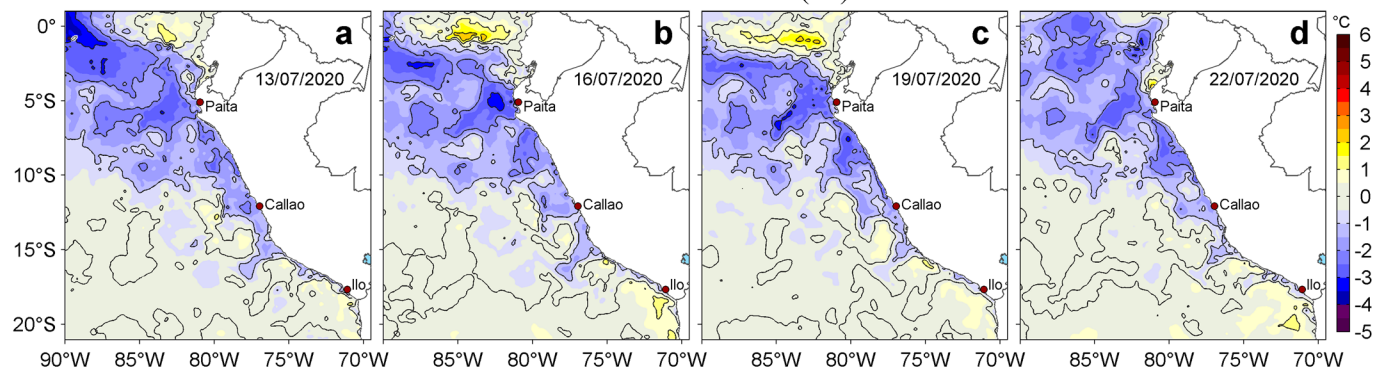 a
b
c
d
°C
13/07/2020
16/07/2020
19/07/2020
22/07/2020
Paita
Callao
Ilo
Paita
Callao
Ilo
Paita
Callao
Ilo
Paita
Callao
Ilo
0°
5°S
10°S
15°S
20°S
90°W 85°W 80°W 75°W 70°W
85°W 80°W 75°W 70°W
85°W 80°W 75°W 70°W
85°W 80°W 75°W 70°W
6
5
4
3
2
1
0
-1
-2
-3
-4
-5